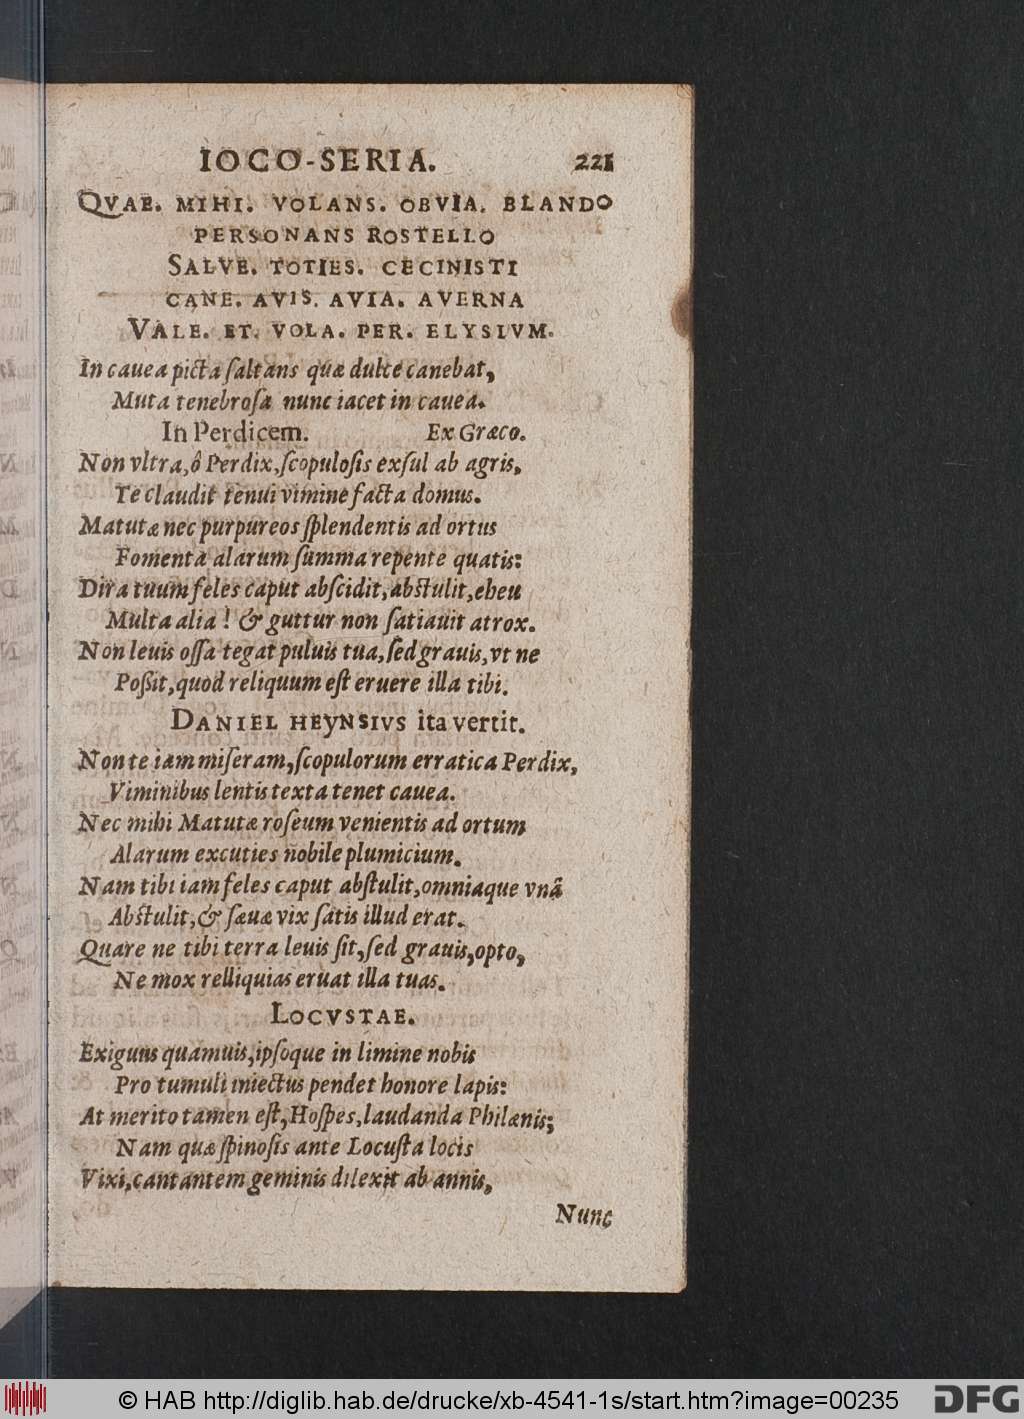 IOCO-SERIA. 221
QVAE. MIHI. VOLANS. OBVIA. BLANDO
PERSONANS ROSTELLO
SALVE. TOTIES. CECINISTI
CANE. AVIS. AVIA. AVERNA
VALE. ET. VOLA. PER. ELYSIVM.
In cauea picta ſaltans quæ dulce canebat,
Muta tenebroſa nunc iacet in cauea.
In Perdicem. Ex Græco.
Non vltra, ô Perdix, ſcopuloſis exſul ab agris,
Te claudit tenui vimine facta domus.
Matutæ nec purpureos ſplendentis ad ortus
Fomenta alarum ſumma repente quatis:
Dira tuum feles caput abſcidit, abſtulit, eheu
Multa alia! & guttur non ſatiauit atrox.
Non leuis oſſa tegat puluis tua, ſed grauis, vt ne
Poſſit, quod reliquum eſt eruere illa tibi.
DANIEL HEYNSIVS ita vertit.
Non te iam miſeram, ſcopulorum erratica Perdix,
Viminibus lentis texta tenet cauea.
Nec mihi Matutæ roſeum venientis ad ortum
Alarum excuties nobile plumicium.
Nam tibi iam feles caput abſtulit, omniaque vnâ
Abſtulit, & ſæuæ vix ſatis illud erat.
Quare ne tibi terra leuis ſit, ſed grauis, opto,
Ne mox relliquias eruat illa tuas.
LOCVSTAE.
Exiguus quamuis, ipſoque in limine nobis
Pro tumuli iniectus pendet honore lapis:
At merito tamen eſt, Hoſpes, laudanda Philænis;
Nam quæ ſpinoſis ante Locuſta locis
Vixi, cantantem geminis dilexit ab annis,
Nunc
© HAB http://diglib.hab.de/drucke/xb-4541-1s/start.htm?image=00235
DFG